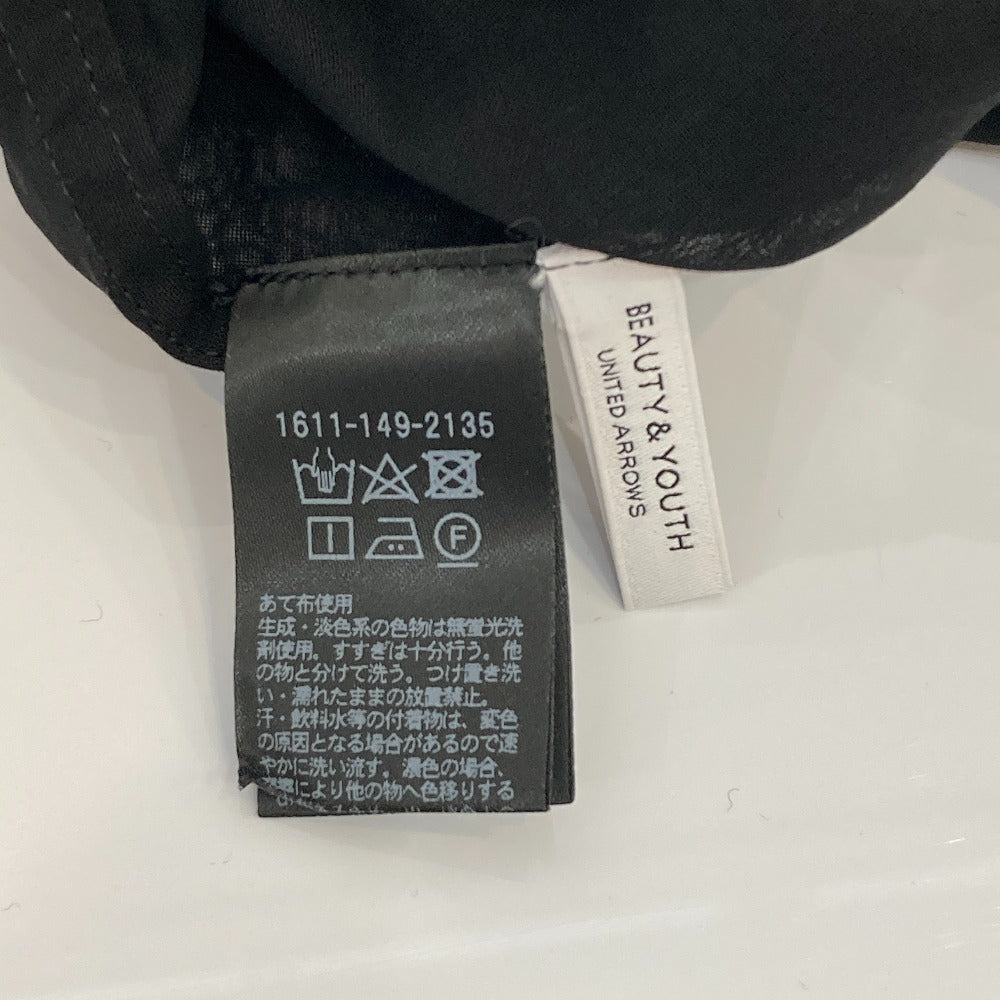 1611-149-2135
F
あて布使用
生成・淡色系の色物は無蛍光洗
剤使用。すすぎは十分行う。他
の物と分けて洗う。つけ置き洗
い・濡れたままの放置禁止。
汗・飲料水等の付着物は、変色
の原因となる場合があるので速
やかに洗い流す。濃色の場合、
により他の物へ色移りする
BEAUTY & YOUTH
UNITED ARROWS